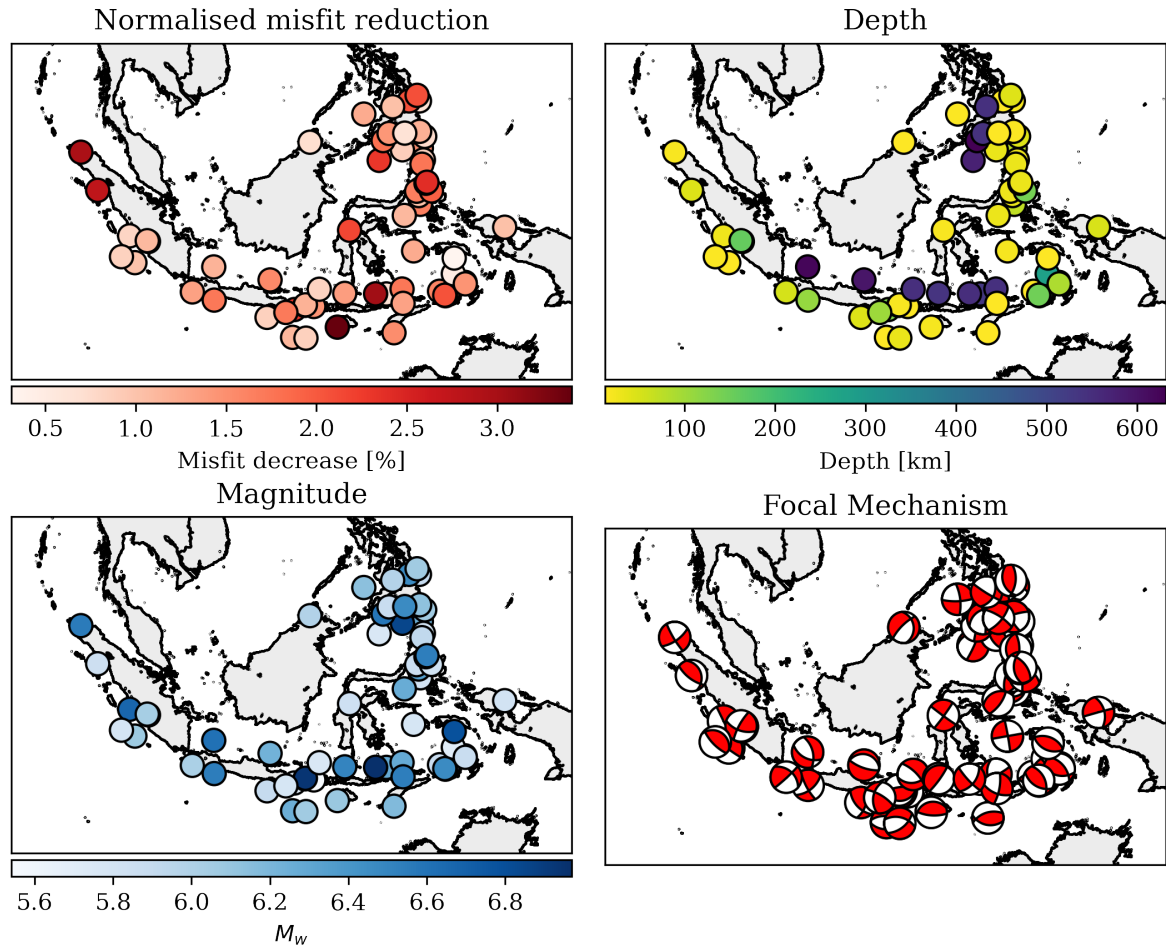 Normalised misfit reduction
Depth
0.5 1.0 1.5 2.0 2.5 3.0
Misfit decrease [%]
100 200 300 400 500 600
Depth [km]
Magnitude
Focal Mechanism
5.6 5.8 6.0 6.2 6.4 6.6 6.8
M_w